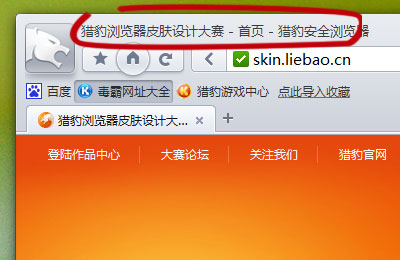 猎豹浏览器皮肤设计大赛 - 首页 - 猎豹安全浏览器
skin.liebao.cn
百度 毒霸网址大全 猎豹游戏中心 点此导入收藏
猎豹浏览器皮肤设计大...
登陆作品中心 大赛论坛 关注我们 猎豹官网